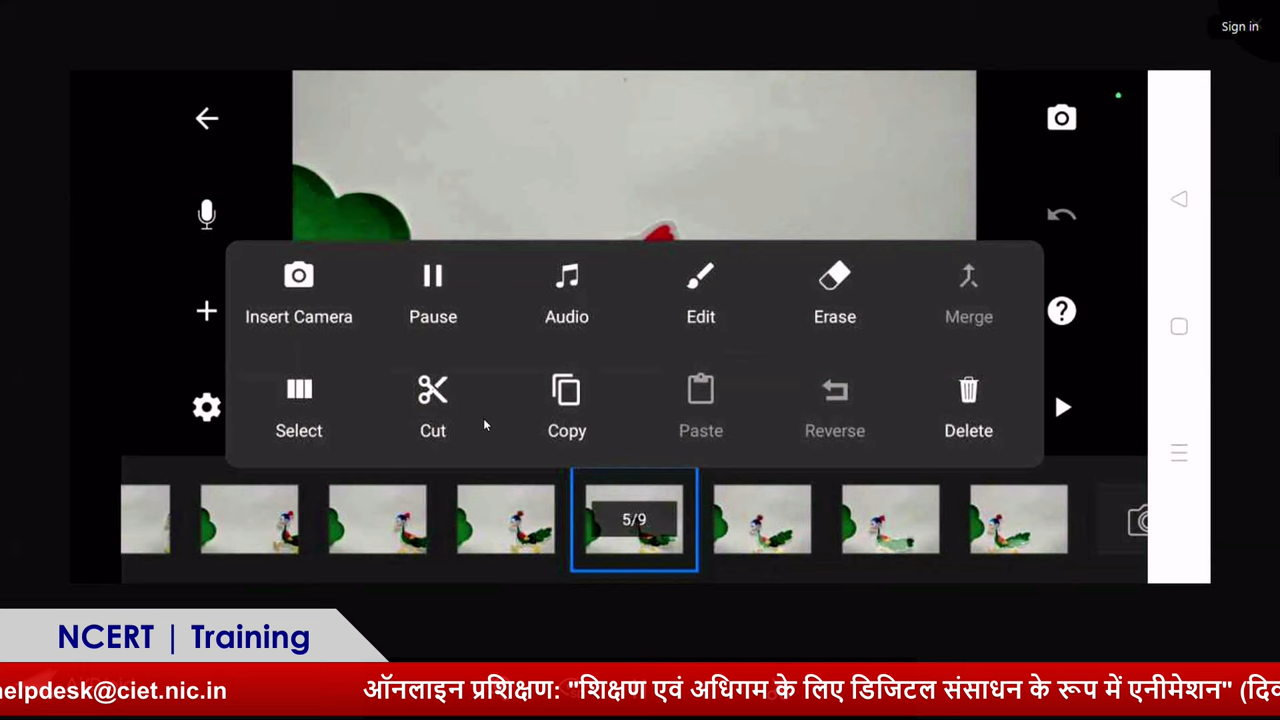 Sign in
Insert Camera
Pause
Audio
Edit
Erase
Merge
Select
Cut
Copy
Paste
Reverse
Delete
5/9
NCERT | Training
helpdesk@ciet.nic.in ऑनलाइन प्रशिक्षण: "शिक्षण एवं अधिगम के लिए डिजिटल संसाधन के रूप में एनीमेशन"